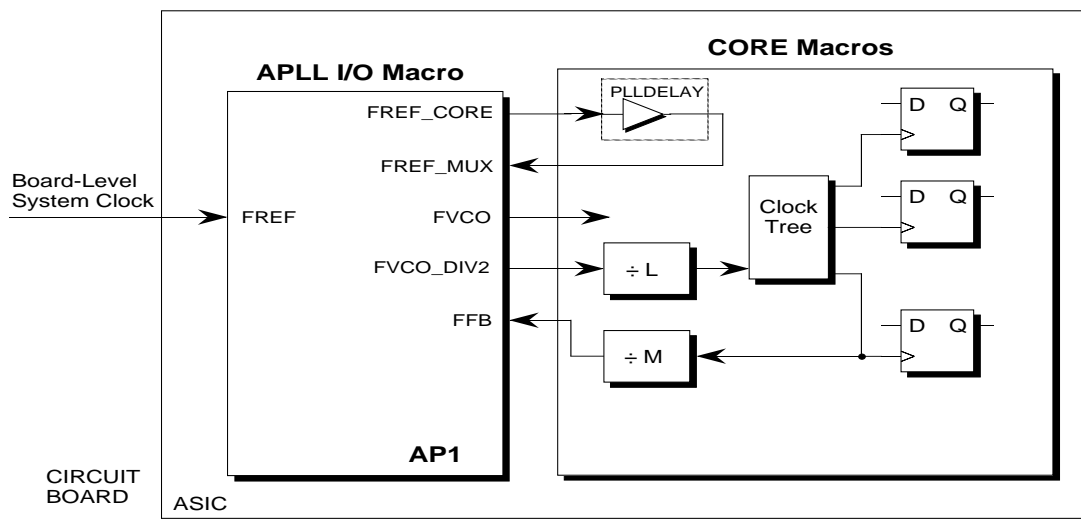 CORE Macros
APLL I/O Macro
PLLDELAY
FREF_CORE
D Q
FREF_MUX
Board-Level
System Clock
FREF
FVCO
Clock
Tree
D Q
FVCO_DIV2
÷ L
FFB
÷ M
D Q
AP1
CIRCUIT
BOARD
ASIC